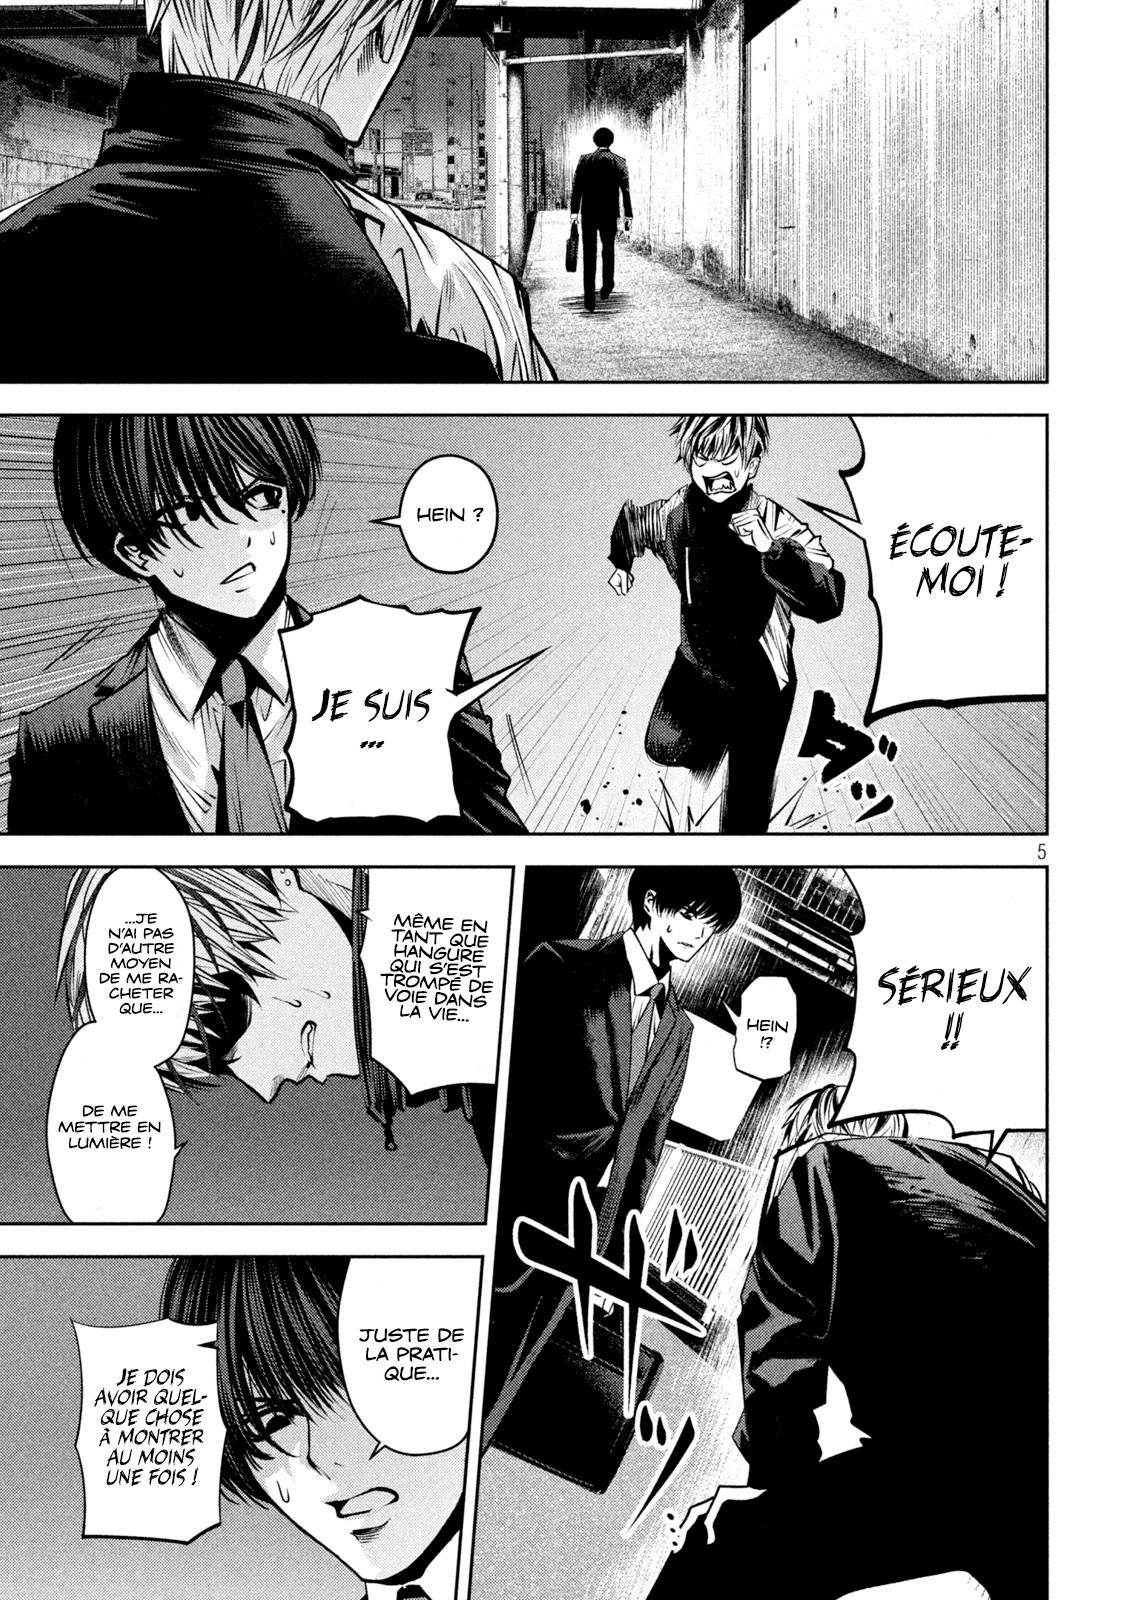 ÉCOUTE-
MOI !
HEIN ?
JE SUIS
...
5
SÉRIEUX
!!
HEIN
!?
MÊME EN
TANT QUE
HANGURE
QUI S'EST
TROMPÉ DE
VOIE DANS
LA VIE...
...JE
N'AI PAS
D'AUTRE
MOYEN
DE ME RA-
CHETER
QUE...
DE ME
METTRE EN
LUMIÈRE !
JUSTE DE
LA PRATI-
QUE...
JE DOIS
AVOIR QUEL-
QUE CHOSE
À MONTRER
AU MOINS
UNE FOIS !